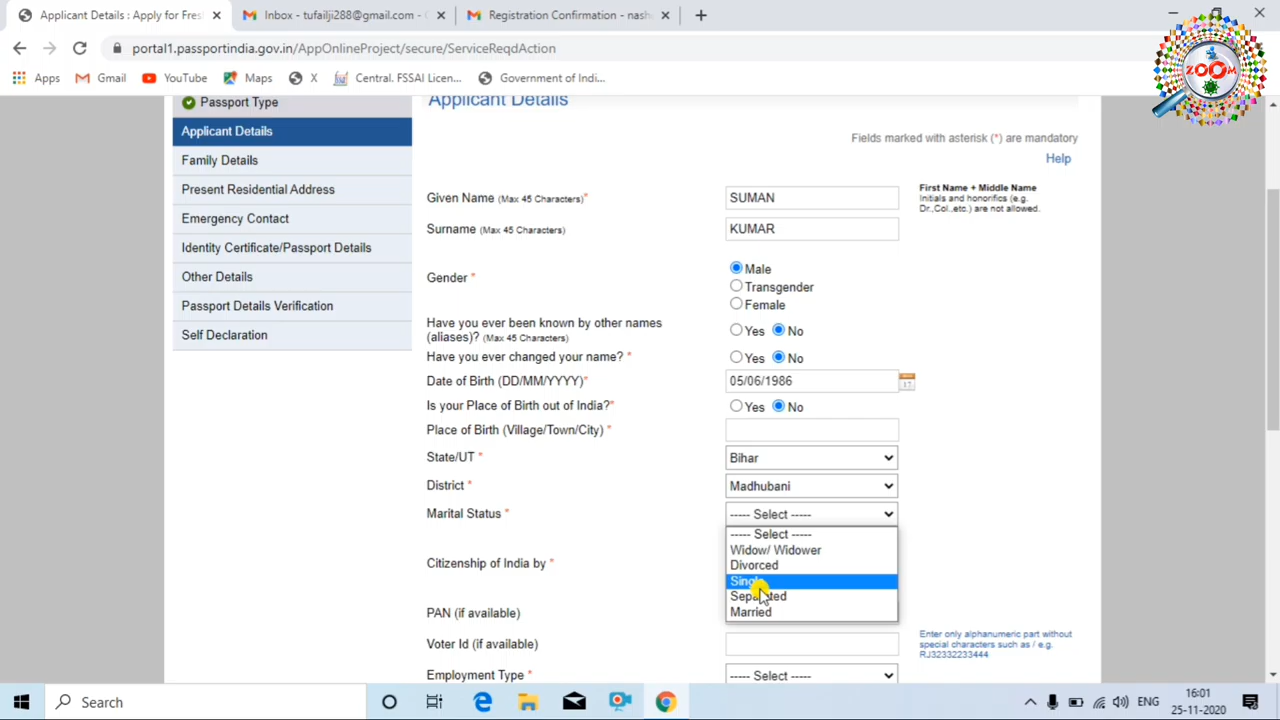 Applicant Details : Apply for Fres
Inbox - tufailji288@gmail.com - G
Registration Confirmation - nash
portal1.passportindia.gov.in/AppOnlineProject/secure/ServiceReqdAction
Apps
Gmail
YouTube
Maps
X
Central. FSSAI Licen...
Government of Indi...
ZOOM
Passport Type
Applicant Details
Family Details
Present Residential Address
Emergency Contact
Identity Certificate/Passport Details
Other Details
Passport Details Verification
Self Declaration
Applicant Details
Fields marked with asterisk (*) are mandatory
Help
Given Name (Max 45 Characters)*
SUMAN
First Name + Middle Name
Initials and honorifics (e.g.
Dr.,Col.,etc.) are not allowed.
Surname (Max 45 Characters)
KUMAR
Gender *
Male
Transgender
Female
Have you ever been known by other names
(aliases)? (Max 45 Characters)
Yes No
Have you ever changed your name? *
Yes No
Date of Birth (DD/MM/YYYY)*
05/06/1986
Is your Place of Birth out of India?*
Yes No
Place of Birth (Village/Town/City) *
State/UT *
Bihar
District *
Madhubani
Marital Status *
----- Select -----
----- Select -----
Widow/ Widower
Divorced
Single
Separated
Married
Citizenship of India by *
PAN (if available)
Voter Id (if available)
Enter only alphanumeric part without
special characters such as / e.g.
RJ32332233444
Employment Type *
----- Select -----
Search
ENG
16:01
25-11-2020